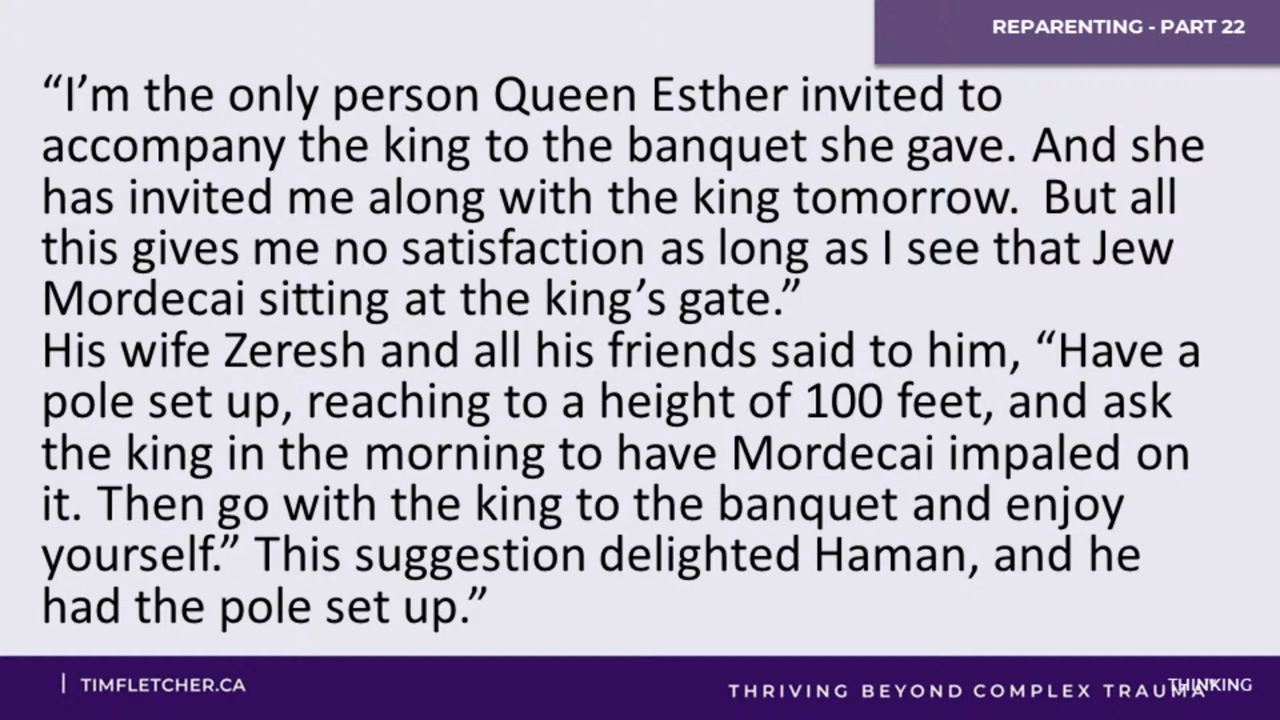 REPARENTING - PART 22
“I’m the only person Queen Esther invited to
accompany the king to the banquet she gave. And she
has invited me along with the king tomorrow.  But all
this gives me no satisfaction as long as I see that Jew
Mordecai sitting at the king’s gate.”
His wife Zeresh and all his friends said to him, “Have a
pole set up, reaching to a height of 100 feet, and ask
the king in the morning to have Mordecai impaled on
it. Then go with the king to the banquet and enjoy
yourself.” This suggestion delighted Haman, and he
had the pole set up.”
| TIMFLETCHER.CA
THRIVING BEYOND COMPLEX TRAUMA
THINKING